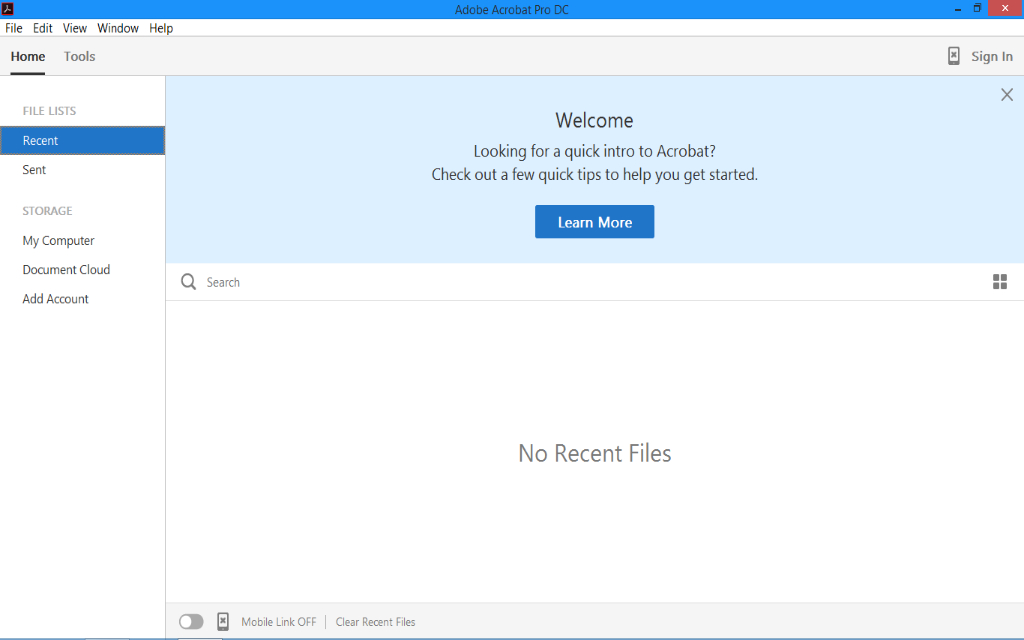 Adobe Acrobat Pro DC
File Edit View Window Help
Home Tools Sign In
FILE LISTS
Recent
Sent
STORAGE
My Computer
Document Cloud
Add Account
Welcome
Looking for a quick intro to Acrobat?
Check out a few quick tips to help you get started.
Learn More
Search
No Recent Files
Mobile Link OFF Clear Recent Files